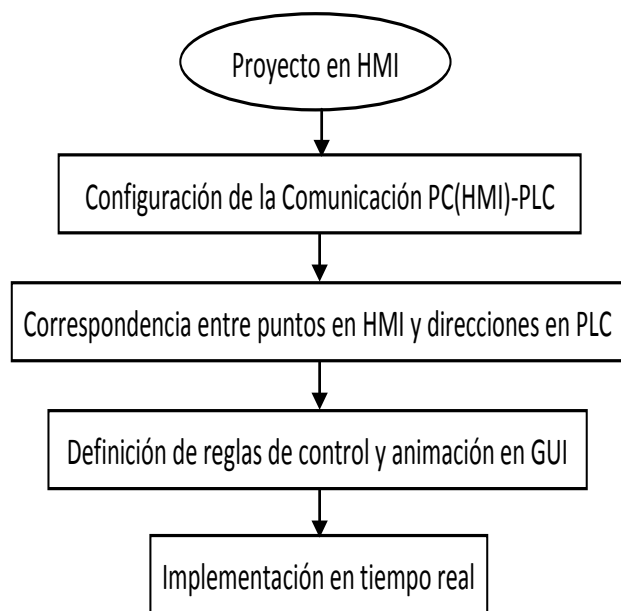 Proyecto en HMI
Configuración de la Comunicación PC(HMI)-PLC
Correspondencia entre puntos en HMI y direcciones en PLC
Definición de reglas de control y animación en GUI
Implementación en tiempo real